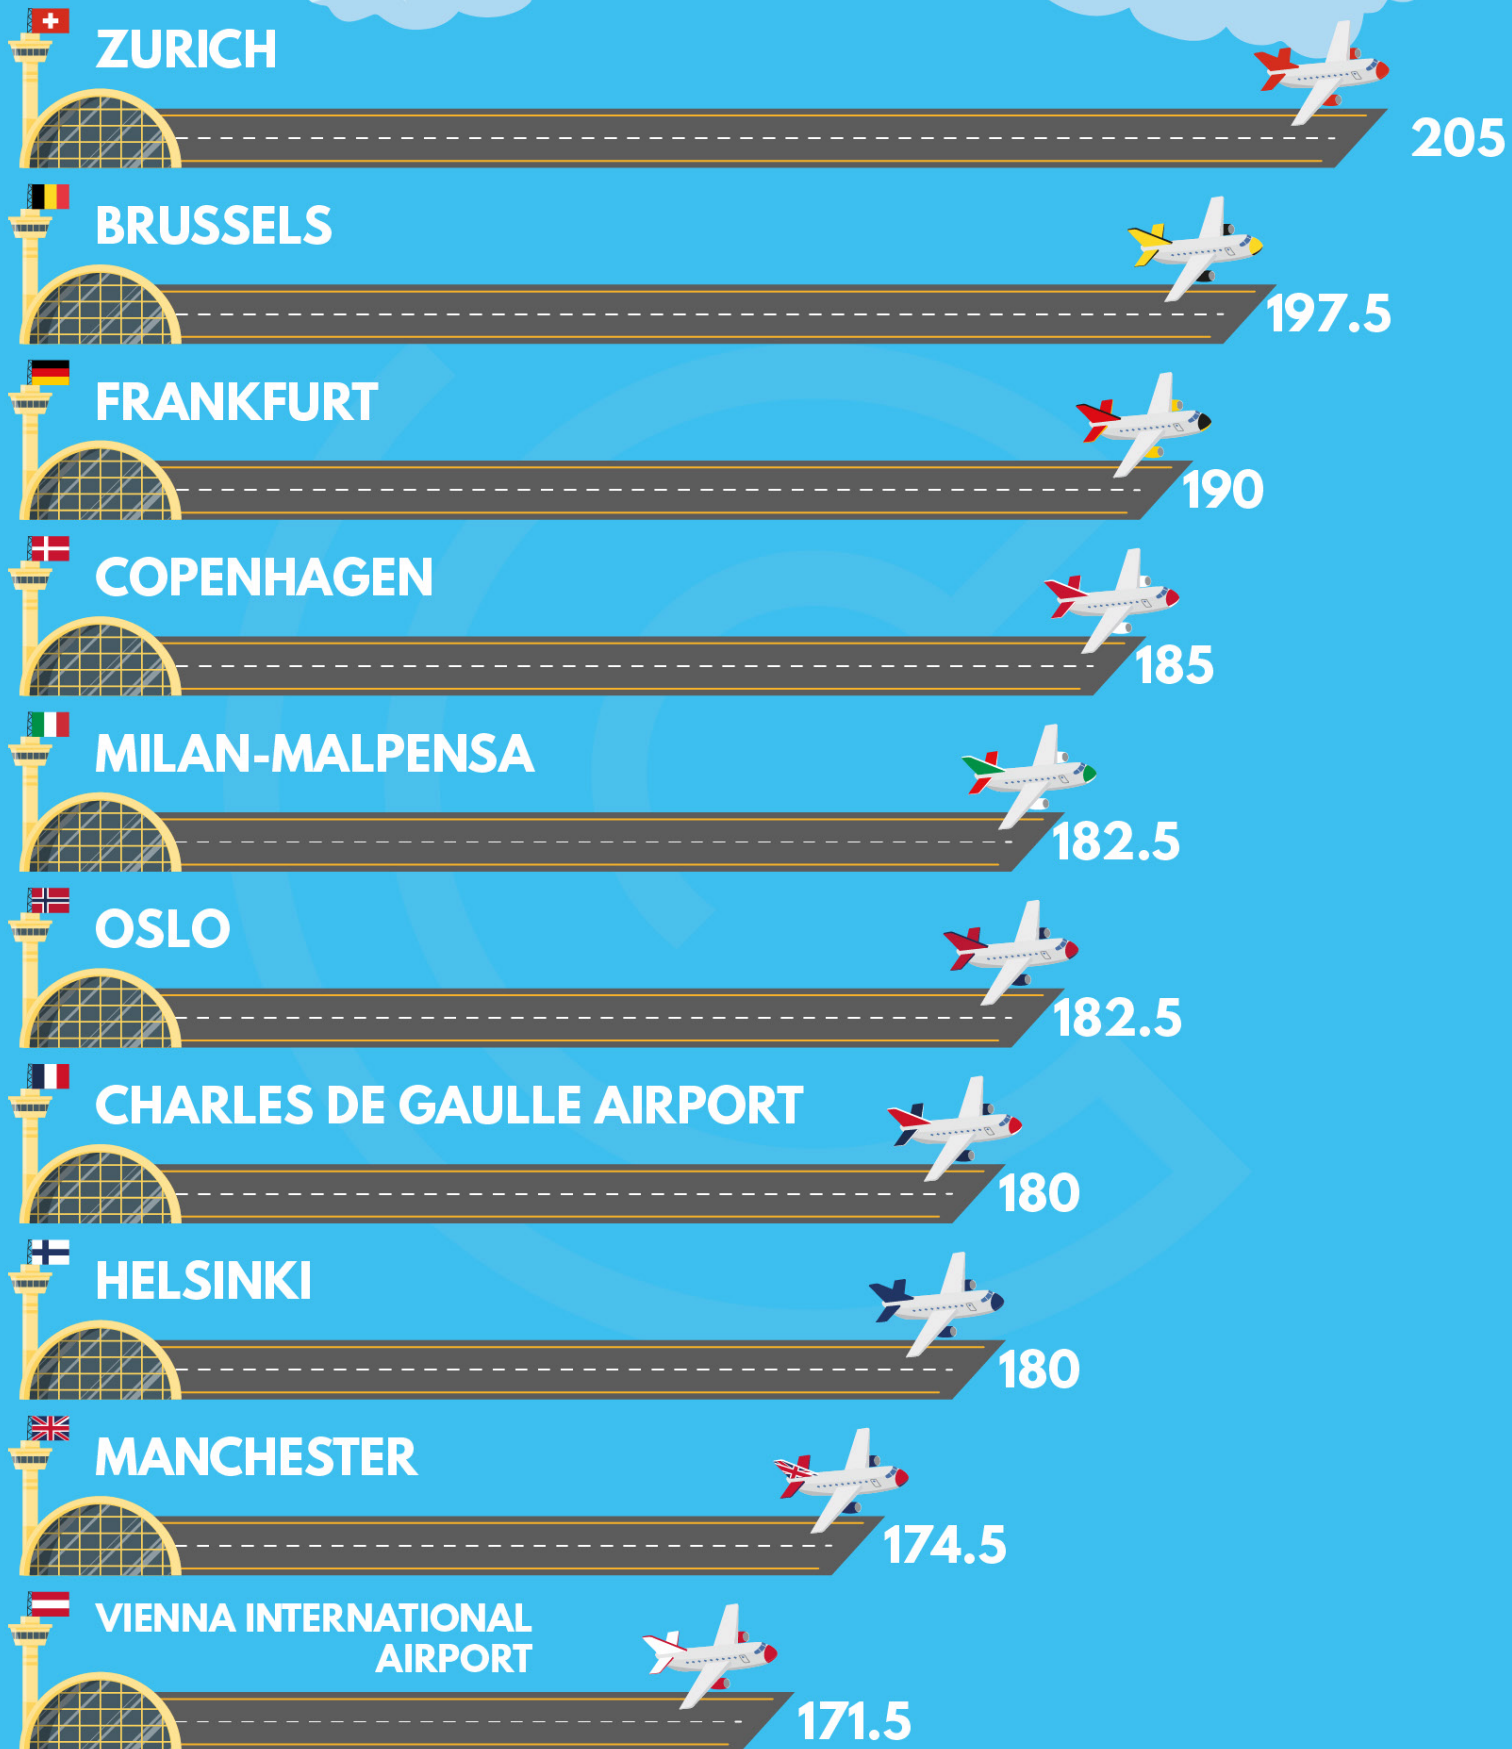 ZURICH
205
BRUSSELS
197.5
FRANKFURT
190
COPENHAGEN
185
MILAN-MALPENSA
182.5
OSLO
182.5
CHARLES DE GAULLE AIRPORT
180
HELSINKI
180
MANCHESTER
174.5
VIENNA INTERNATIONAL
AIRPORT
171.5